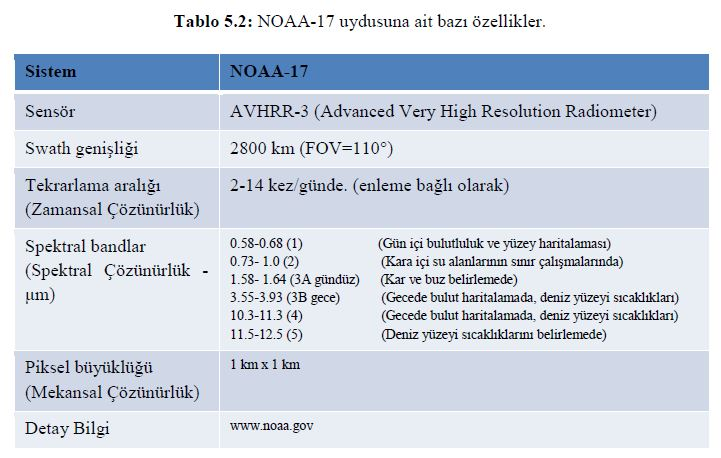 Tablo 5.2: NOAA-17 uydusuna ait bazı özellikler.
Sistem NOAA-17
Sensör AVHRR-3 (Advanced Very High Resolution Radiometer)
Swath genişliği 2800 km (FOV=110°)
Tekrarlama aralığı 2-14 kez/günde. (enleme bağlı olarak)
(Zamansal Çözünürlük)
Spektral bandlar
(Spektral Çözünürlük -
μm)
0.58-0.68 (1) (Gün içi bulutluluk ve yüzey haritalaması)
0.73- 1.0 (2) (Kara içi su alanlarının sınır çalışmalarında)
1.58- 1.64 (3A gündüz) (Kar ve buz belirlemede)
3.55-3.93 (3B gece) (Gecede bulut haritalamada, deniz yüzeyi sıcaklıkları)
10.3-11.3 (4) (Gecede bulut haritalamada, deniz yüzeyi sıcaklıkları)
11.5-12.5 (5) (Deniz yüzeyi sıcaklıklarını belirlemede)
Piksel büyüklüğü 1 km x 1 km
(Mekansal Çözünürlük)
Detay Bilgi www.noaa.gov